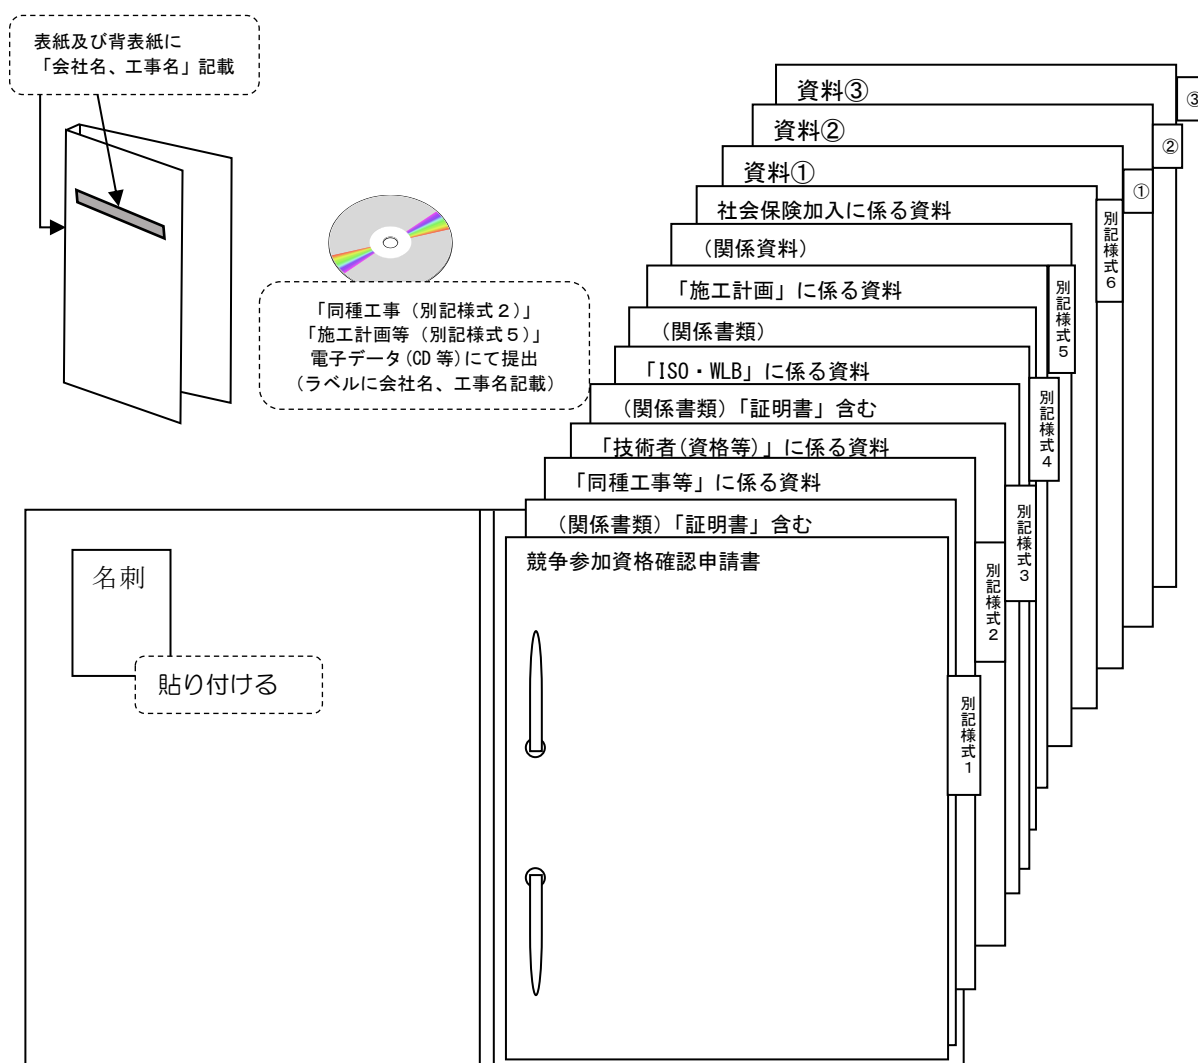 表紙及び背表紙に
「会社名、工事名」記載
資料③
③
資料②
②
資料①
①
社会保険加入に係る資料
別記様式6
(関係資料)
「施工計画」に係る資料
別記様式5
(関係書類)
「ISO・WLB」に係る資料
別記様式4
(関係書類)「証明書」含む
「技術者(資格等)」に係る資料
別記様式3
「同種工事等」に係る資料
別記様式2
(関係書類)「証明書」含む
競争参加資格確認申請書
別記様式1
「同種工事(別記様式2)」
「施工計画等(別記様式5)」
電子データ(CD等)にて提出
(ラベルに会社名、工事名記載)
名刺
貼り付ける